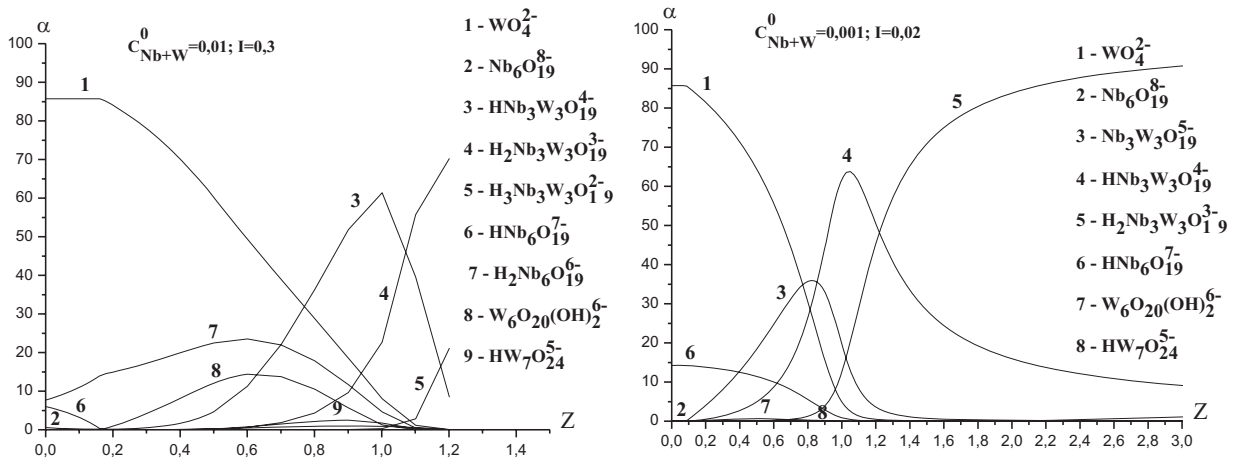 α
C⁰Nb+W=0,01; I=0,3
1 - WO₄²⁻
2 - Nb₆O₁₉⁸⁻
3 - HNb₃W₃O₁₉⁴⁻
4 - H₂Nb₃W₃O₁₉³⁻
5 - H₃Nb₃W₃O₁₉²⁻
6 - HNb₆O₁₉⁷⁻
7 - H₂Nb₆O₁₉⁶⁻
8 - W₆O₂₀(OH)₂⁶⁻
9 - HW₇O₂₄⁵⁻
100
90
80
70
60
50
40
30
20
10
0
1
2
6
7
8
9
3
4
5
Z
0,0 0,2 0,4 0,6 0,8 1,0 1,2 1,4
α
C⁰Nb+W=0,001; I=0,02
1 - WO₄²⁻
2 - Nb₆O₁₉⁸⁻
3 - Nb₃W₃O₁₉⁵⁻
4 - HNb₃W₃O₁₉⁴⁻
5 - H₂Nb₃W₃O₁₉³⁻
6 - HNb₆O₁₉⁷⁻
7 - W₆O₂₀(OH)₂⁶⁻
8 - HW₇O₂₄⁵⁻
100
90
80
70
60
50
40
30
20
10
0
1
6
2
7
3
8
4
5
Z
0,0 0,2 0,4 0,6 0,8 1,0 1,2 1,4 1,6 1,8 2,0 2,2 2,4 2,6 2,8 3,0